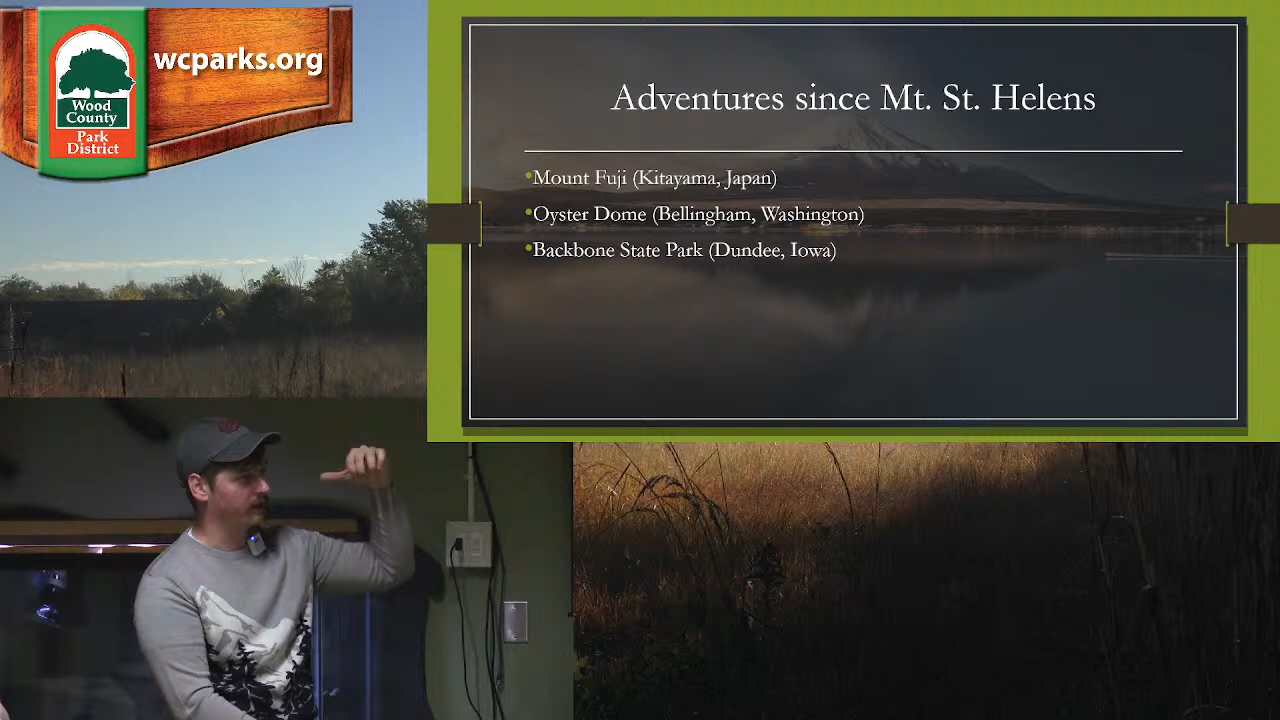 wcparks.org
Wood
County
Park
District
Adventures since Mt. St. Helens
•Mount Fuji (Kitayama, Japan)
•Oyster Dome (Bellingham, Washington)
•Backbone State Park (Dundee, Iowa)